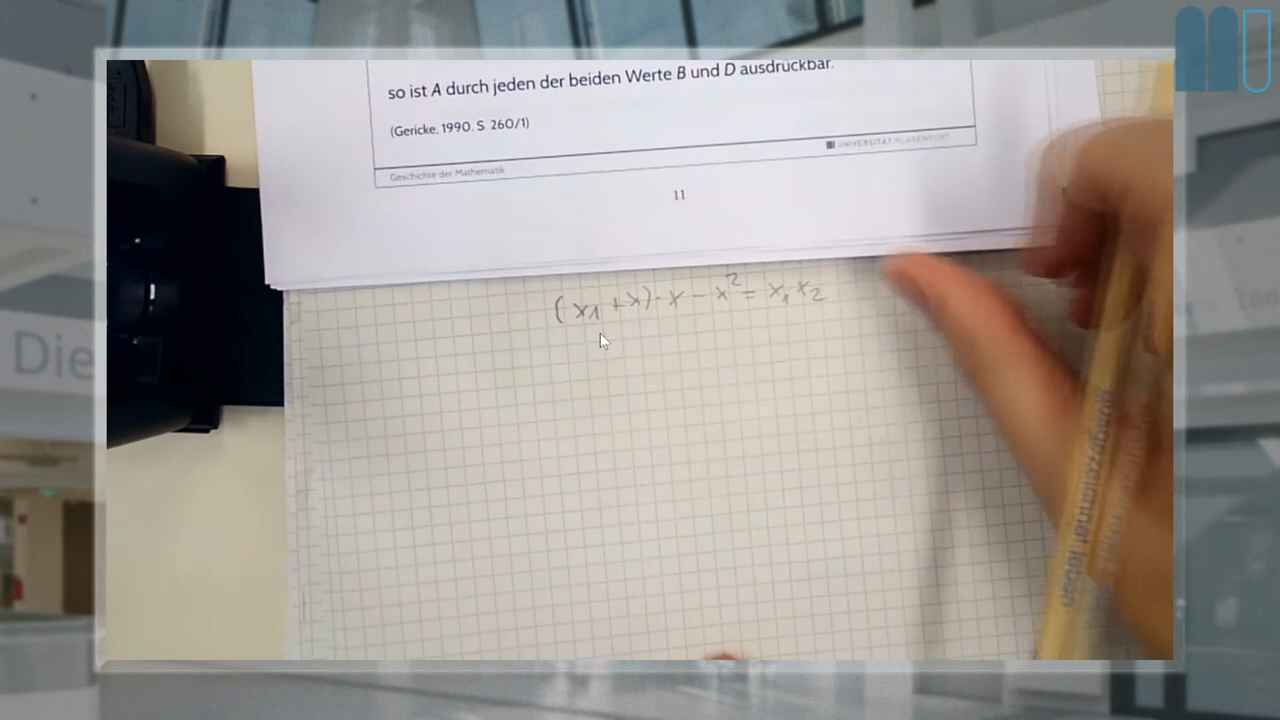 so ist A durch jeden der beiden Werte B und D ausdrückbar.
(Gericke, 1990, S. 260/1)
UNIVERSITÄT KLAGENFURT
Geschichte der Mathematik
11
(x1 + x) · x − x² = x₁ x₂
Die